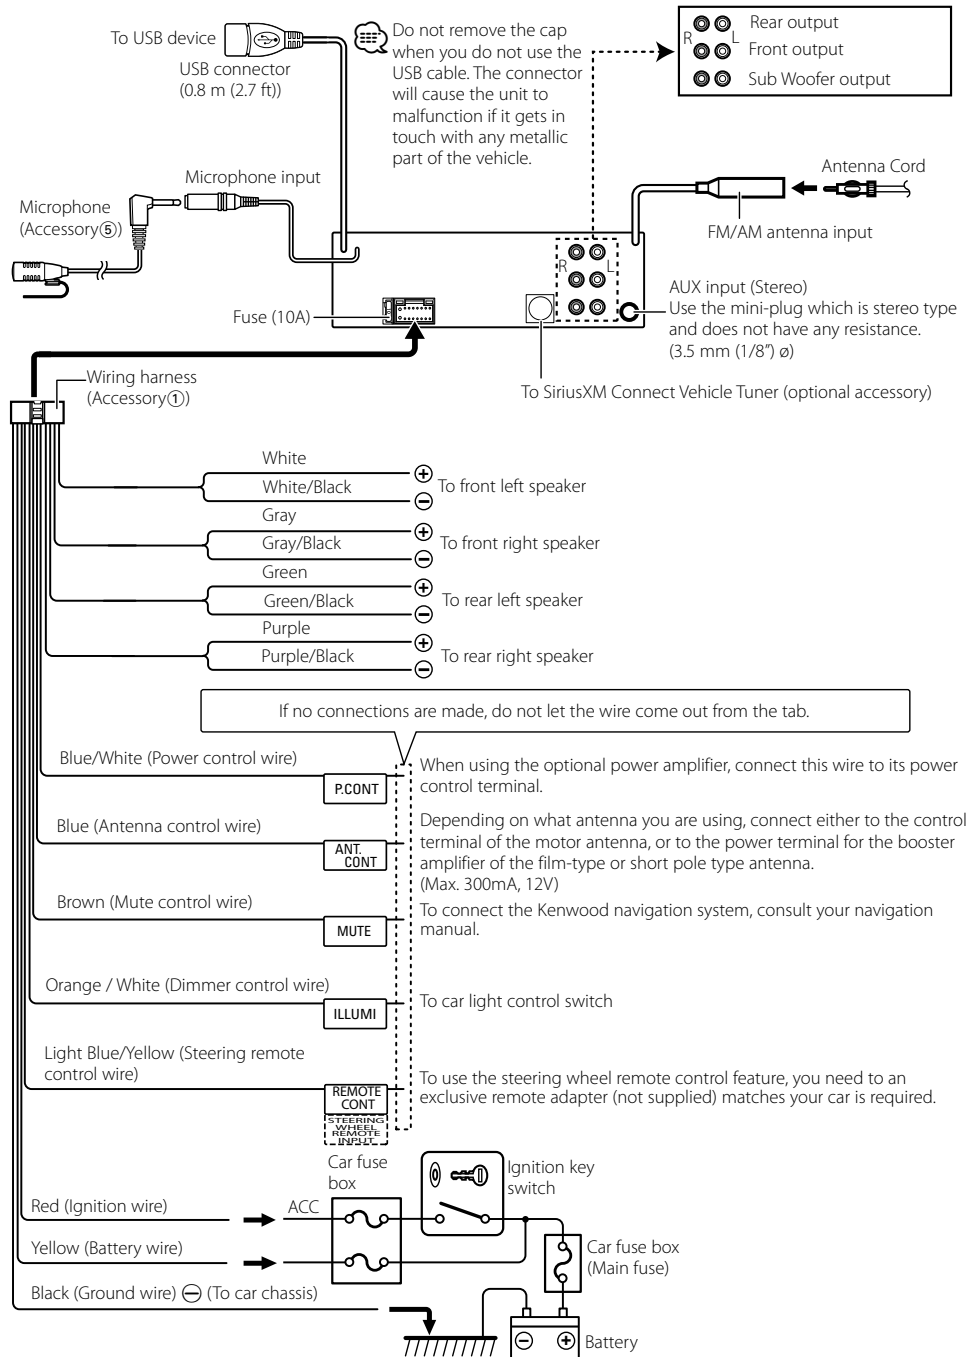 To USB device
USB connector
(0.8 m (2.7 ft))
Do not remove the cap
when you do not use the
USB cable. The connector
will cause the unit to
malfunction if it gets in
touch with any metallic
part of the vehicle.
Rear output
R L
Front output
Sub Woofer output
Microphone input
Microphone
(Accessory⑤)
Antenna Cord
FM/AM antenna input
R L
Fuse (10A)
AUX input (Stereo)
Use the mini-plug which is stereo type
and does not have any resistance.
(3.5 mm (1/8") ø)
To SiriusXM Connect Vehicle Tuner (optional accessory)
Wiring harness
(Accessory①)
White
White/Black
⊕
⊖
To front left speaker
Gray
Gray/Black
⊕
⊖
To front right speaker
Green
Green/Black
⊕
⊖
To rear left speaker
Purple
Purple/Black
⊕
⊖
To rear right speaker
If no connections are made, do not let the wire come out from the tab.
Blue/White (Power control wire)
P.CONT
When using the optional power amplifier, connect this wire to its power
control terminal.
Blue (Antenna control wire)
ANT.
CONT
Depending on what antenna you are using, connect either to the control
terminal of the motor antenna, or to the power terminal for the booster
amplifier of the film-type or short pole type antenna.
(Max. 300mA, 12V)
Brown (Mute control wire)
MUTE
To connect the Kenwood navigation system, consult your navigation
manual.
Orange / White (Dimmer control wire)
ILLUMI
To car light control switch
Light Blue/Yellow (Steering remote
control wire)
REMOTE
CONT
STEERING
WHEEL
REMOTE
INPUT
To use the steering wheel remote control feature, you need to an
exclusive remote adapter (not supplied) matches your car is required.
Car fuse
box
Ignition key
switch
Red (Ignition wire)
ACC
Yellow (Battery wire)
Car fuse box
(Main fuse)
Black (Ground wire) ⊖ (To car chassis)
⊖ ⊕ Battery